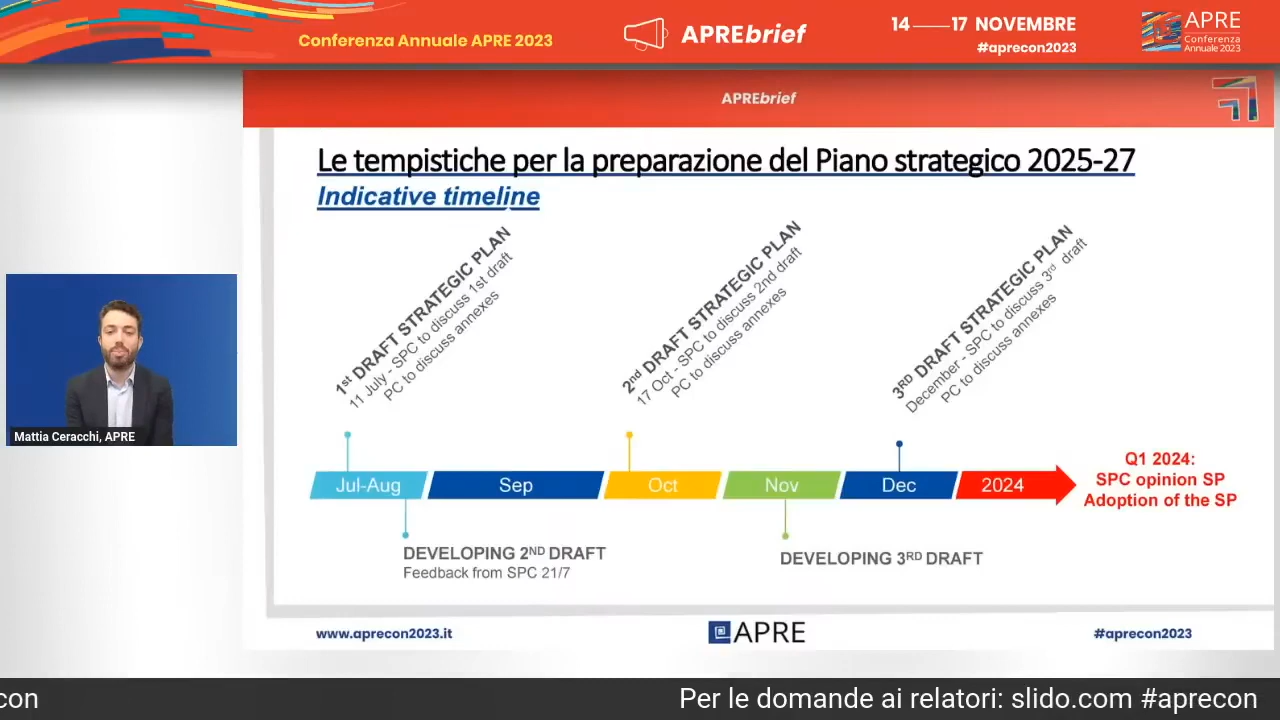 Conferenza Annuale APRE 2023
APREbrief
14 — 17 NOVEMBRE
#aprecon2023
APRE
Conferenza
Annuale 2023
APREbrief
Le tempistiche per la preparazione del Piano strategico 2025-27
Indicative timeline
1st DRAFT STRATEGIC PLAN
11 July - SPC to discuss 1st draft
PC to discuss annexes
2nd DRAFT STRATEGIC PLAN
17 Oct - SPC to discuss 2nd draft
PC to discuss annexes
3RD DRAFT STRATEGIC PLAN
December - SPC to discuss 3rd draft
PC to discuss annexes
Mattia Ceracchi, APRE
Jul-Aug
Sep
Oct
Nov
Dec
2024
Q1 2024:
SPC opinion SP
Adoption of the SP
DEVELOPING 2ND DRAFT
Feedback from SPC 21/7
DEVELOPING 3RD DRAFT
www.aprecon2023.it
APRE
#aprecon2023
con
Per le domande ai relatori: slido.com #aprecon